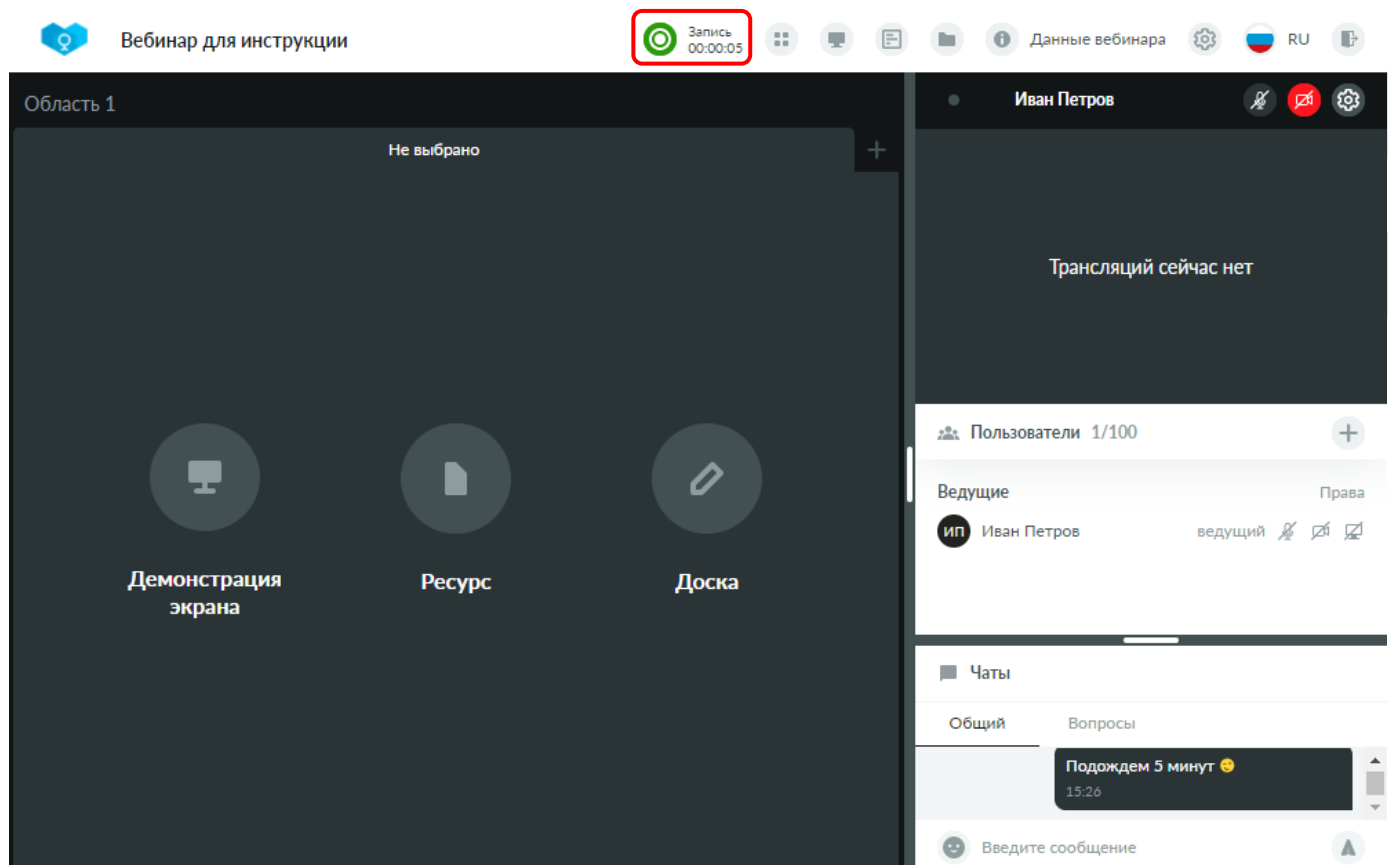 Вебинар для инструкции
Запись
00:00:05
Данные вебинара
RU
Область 1
Не выбрано
Демонстрация
экрана
Ресурс
Доска
Иван Петров
Трансляций сейчас нет
Пользователи 1/100
Ведущие
Права
ИП
Иван Петров
ведущий
Чаты
Общий
Вопросы
Подождем 5 минут 😊
15:26
Введите сообщение